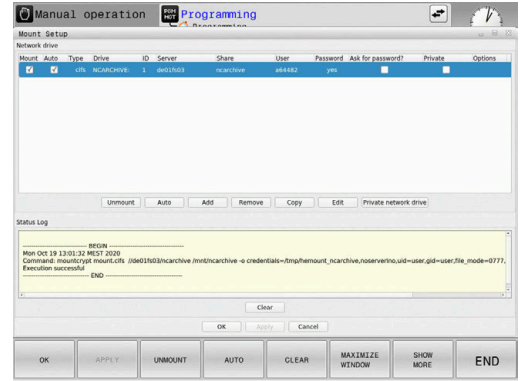 Manual operation
PGM
MGT
Programming
Programming
Mount Setup
Network drive
Mount Auto Type Drive ID Server Share User Password Ask for password? Private Options
cifs NCARCHIVE: 1 de01fs03 ncarchive a64482 yes
Unmount Auto Add Remove Copy Edit Private network drive
Status Log
-------------------------- BEGIN ------------------------------
Mon Oct 19 13:01:32 MEST 2020
Command: mountcrypt mount.cifs //de01fs03/ncarchive /mnt/ncarchive -o credentials=/tmp/hemount_ncarchive,noserverino,uid=user,gid=user,file_mode=0777,
Execution successful
-------------------------- END ------------------------------
Clear
OK Apply Cancel
OK APPLY UNMOUNT AUTO CLEAR MAXIMIZE SHOW END
WINDOW MORE